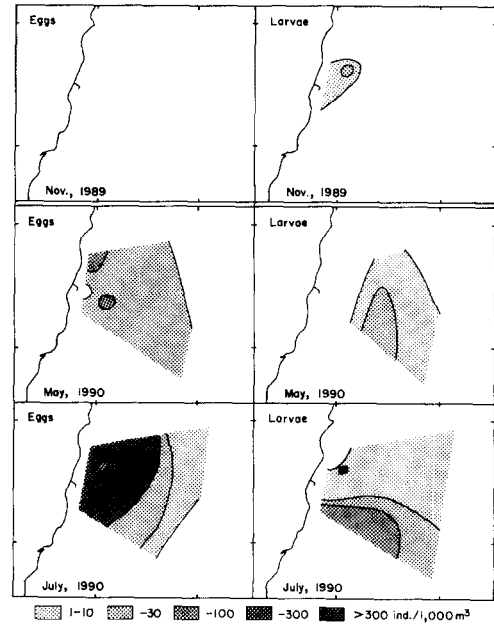 Eggs
Larvae
Nov., 1989
Nov., 1989
Eggs
Larvae
May, 1990
May, 1990
Eggs
Larvae
July, 1990
July, 1990
1-10 -30 -100 -300 >300 ind./1,000 m³